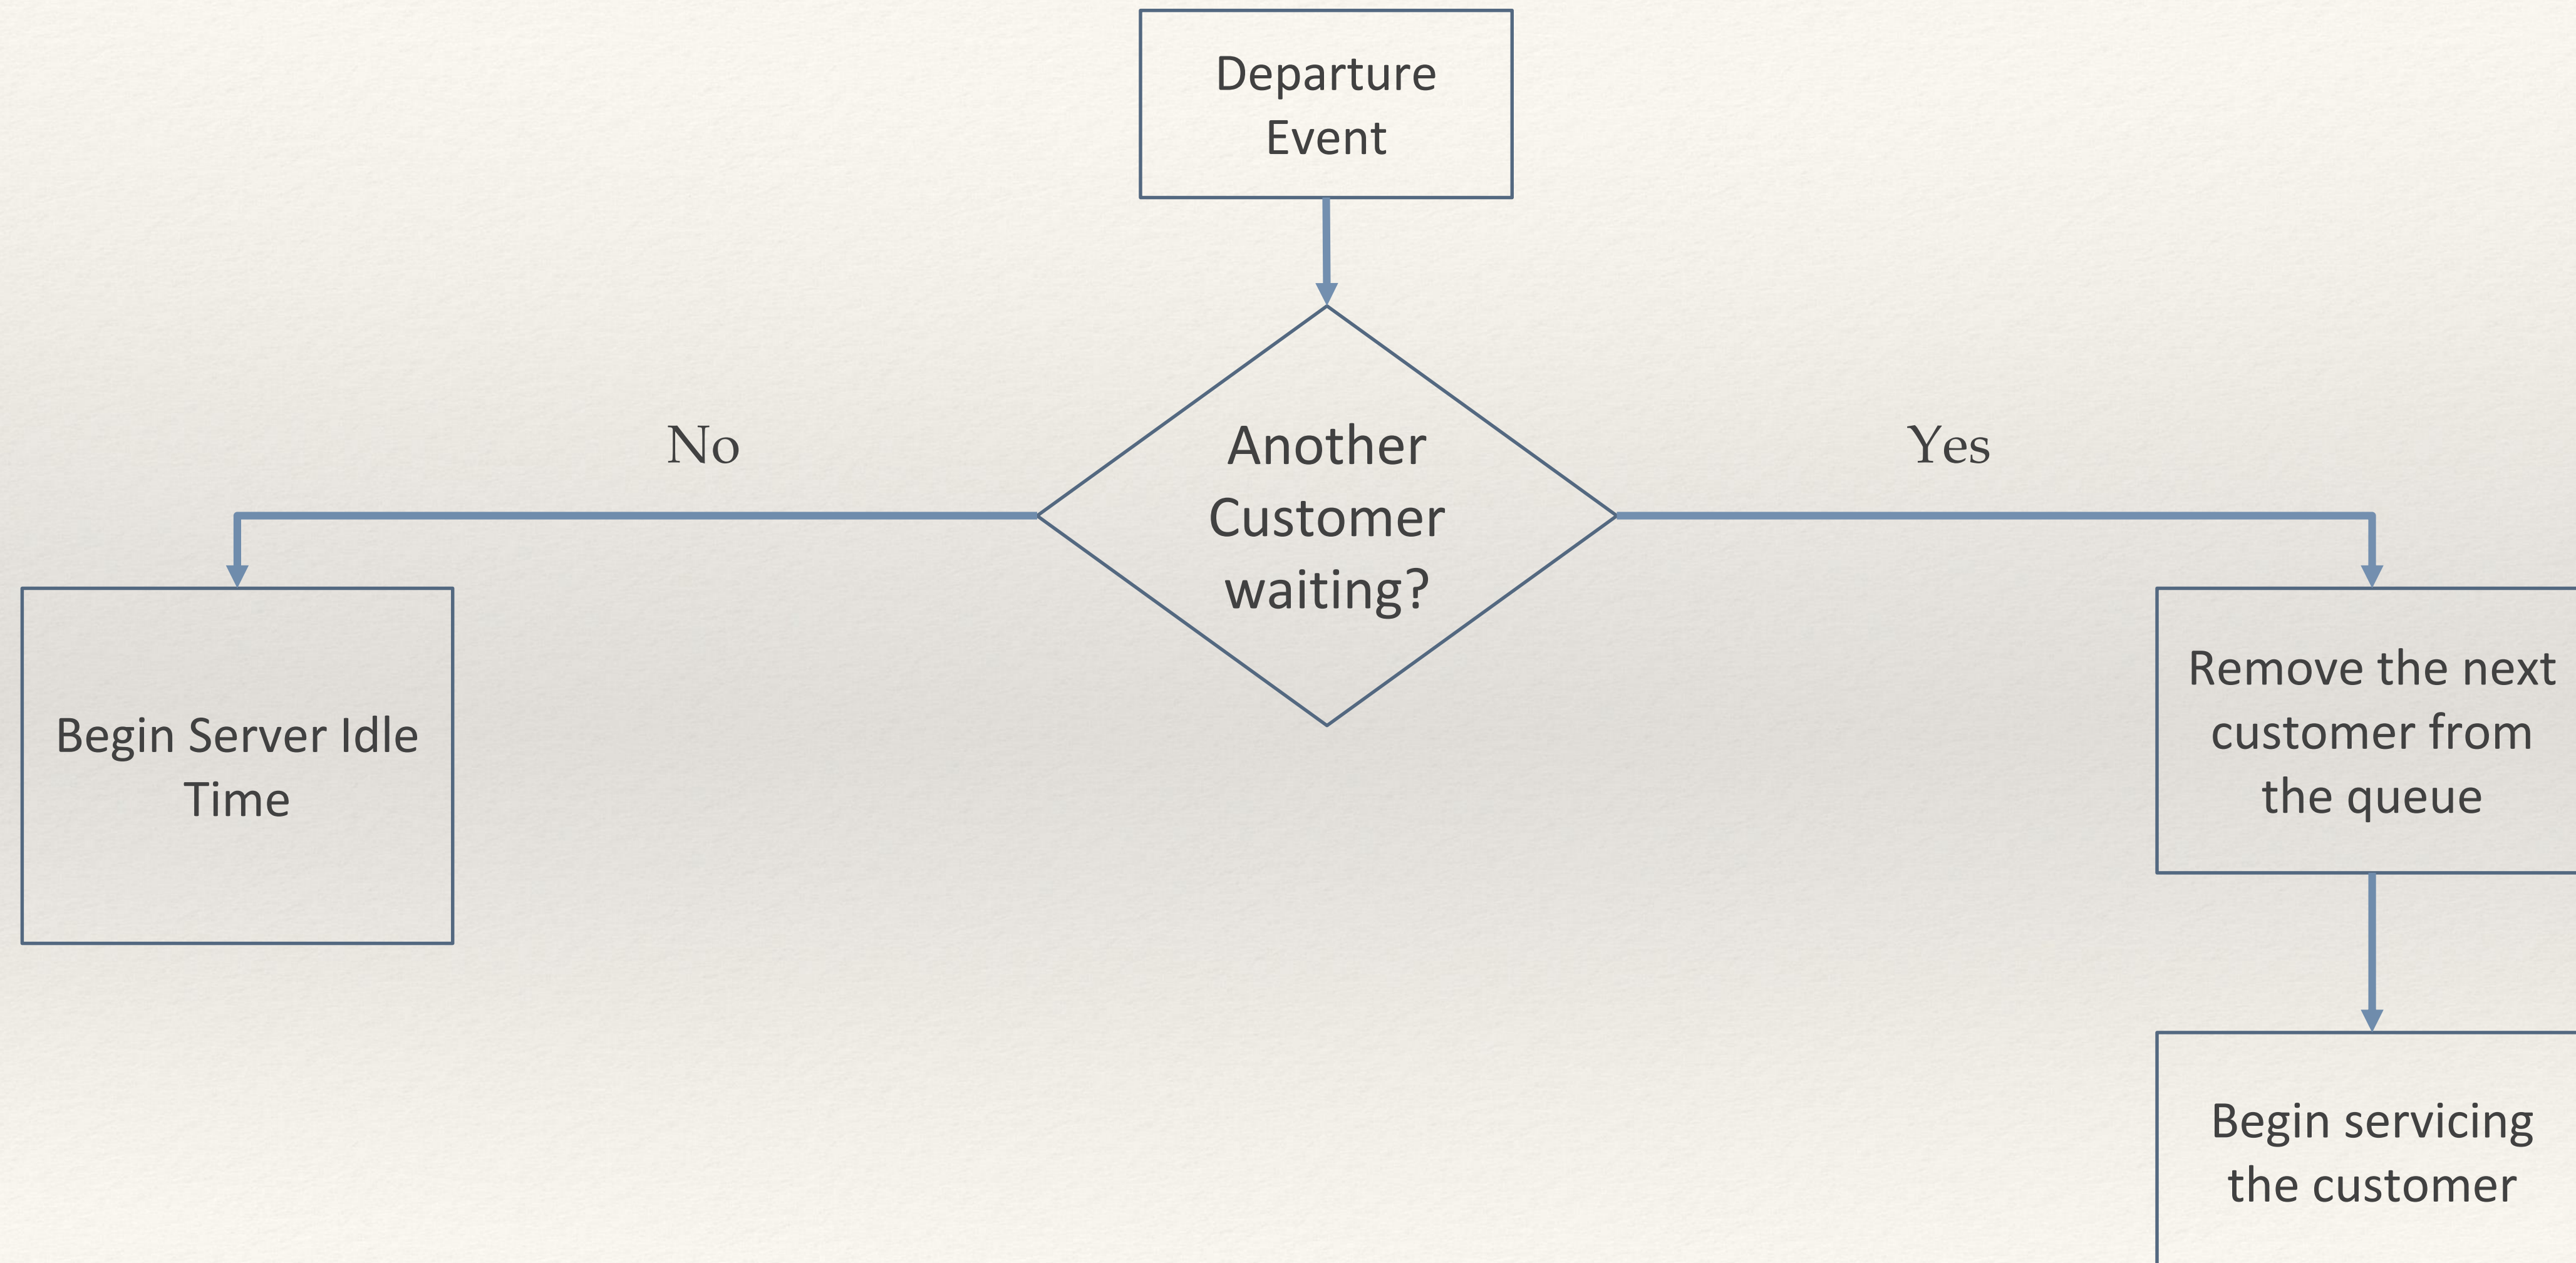 Departure
Event
No
Another
Customer
waiting?
Yes
Begin Server Idle
Time
Remove the next
customer from
the queue
Begin servicing
the customer